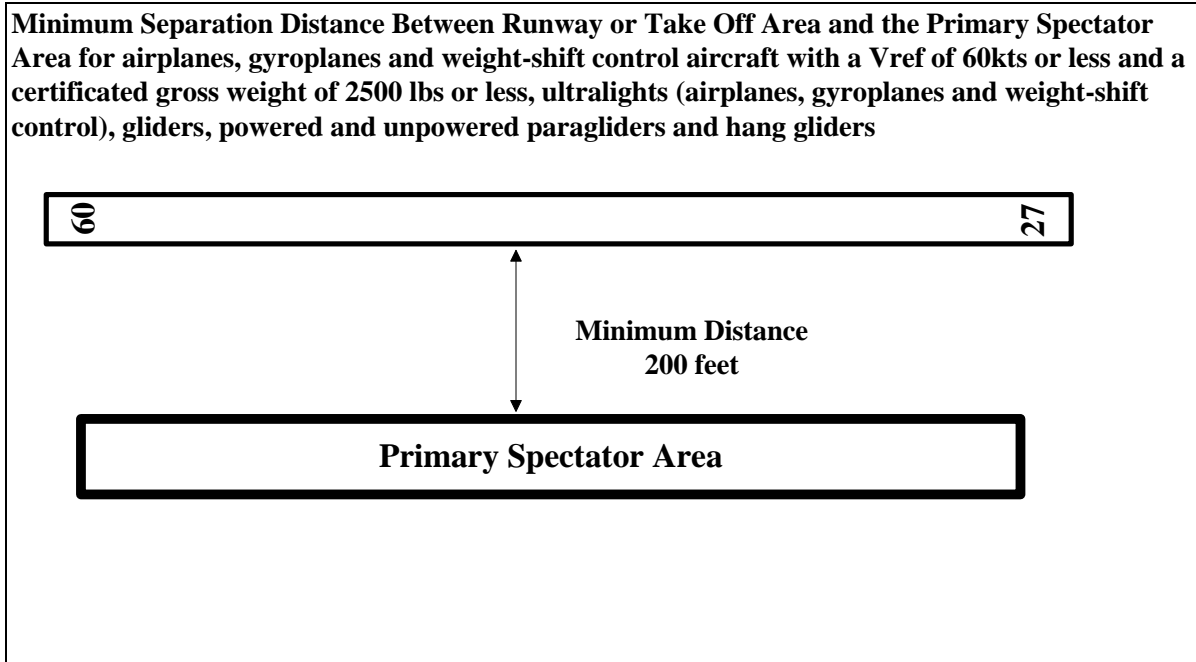 Minimum Separation Distance Between Runway or Take Off Area and the Primary Spectator
Area for airplanes, gyroplanes and weight-shift control aircraft with a Vref of 60kts or less and a
certificated gross weight of 2500 lbs or less, ultralights (airplanes, gyroplanes and weight-shift
control), gliders, powered and unpowered paragliders and hang gliders
09
27
Minimum Distance
200 feet
Primary Spectator Area